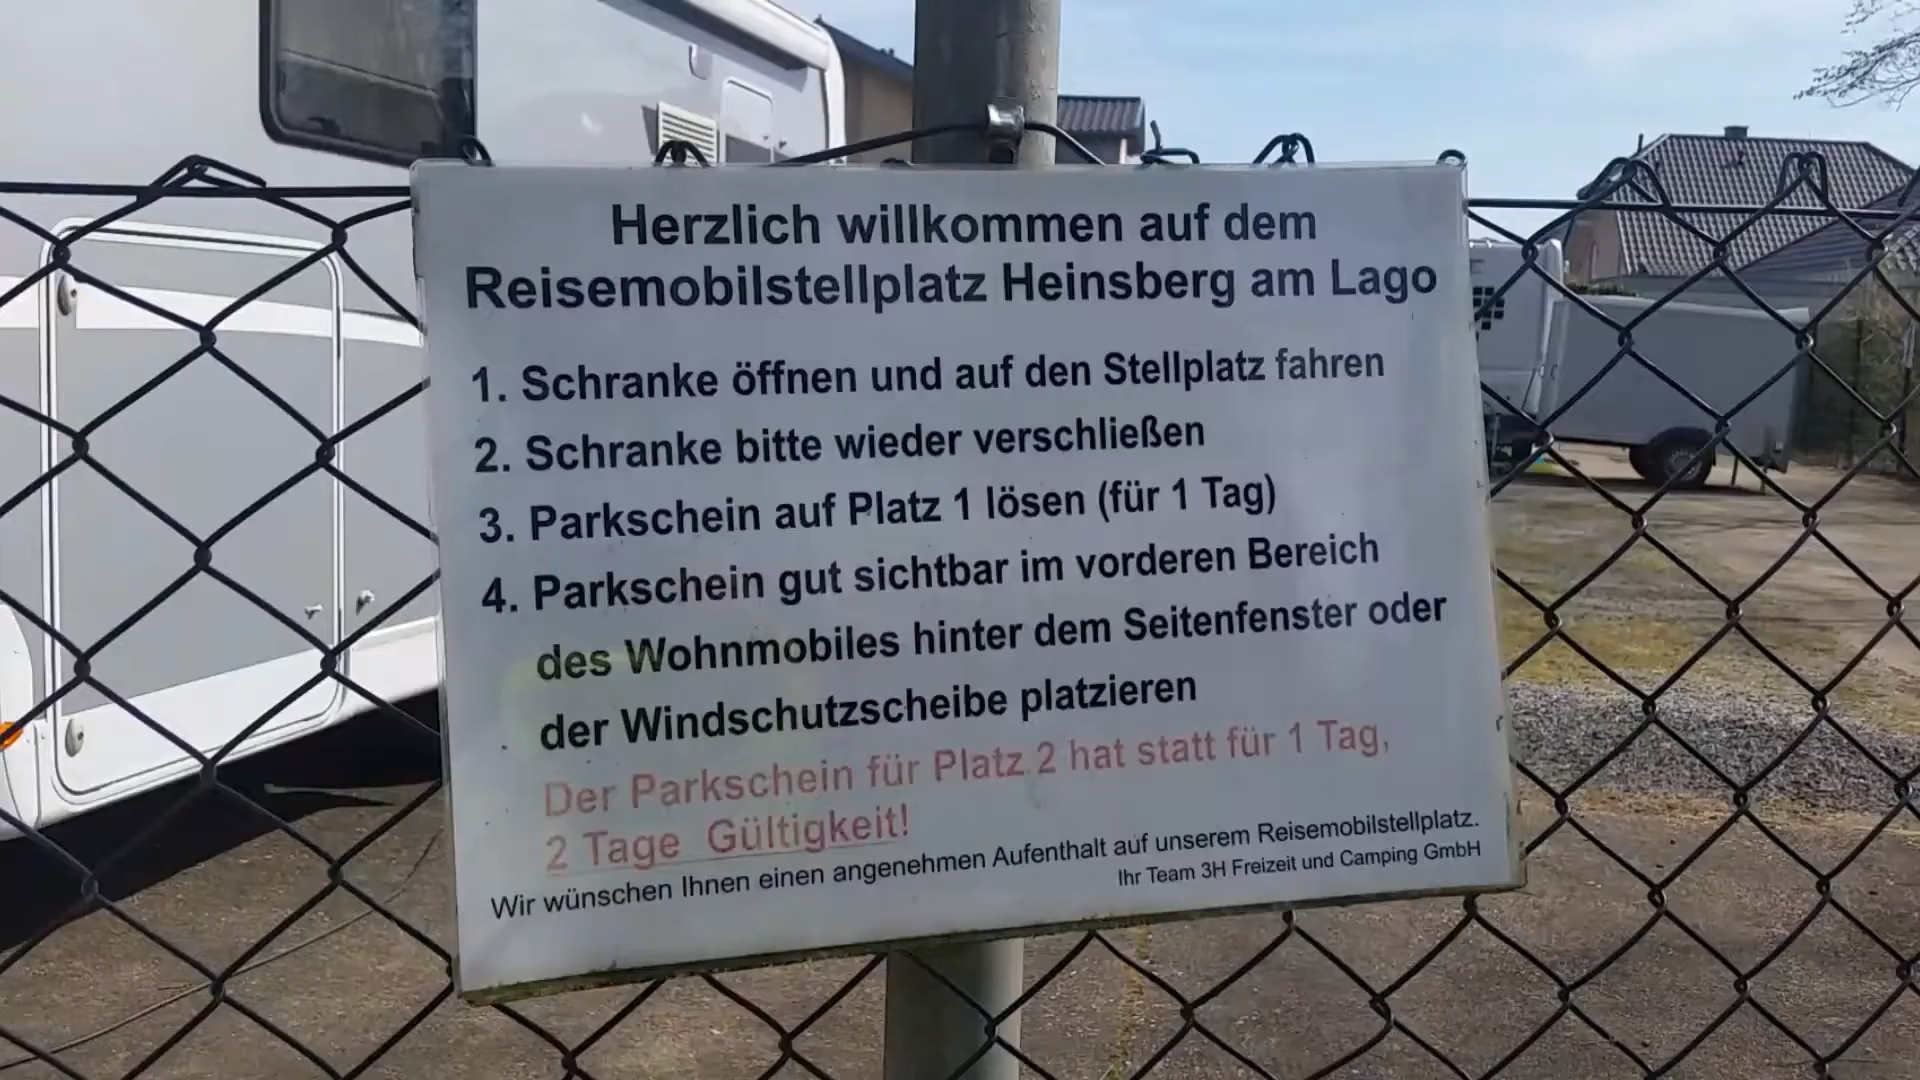 Herzlich willkommen auf dem
Reisemobilstellplatz Heinsberg am Lago
1. Schranke öffnen und auf den Stellplatz fahren
2. Schranke bitte wieder verschließen
3. Parkschein auf Platz 1 lösen (für 1 Tag)
4. Parkschein gut sichtbar im vorderen Bereich
des Wohnmobiles hinter dem Seitenfenster oder
der Windschutzscheibe platzieren
Der Parkschein für Platz 2 hat statt für 1 Tag,
2 Tage Gültigkeit!
Wir wünschen Ihnen einen angenehmen Aufenthalt auf unserem Reisemobilstellplatz.
Ihr Team 3H Freizeit und Camping GmbH